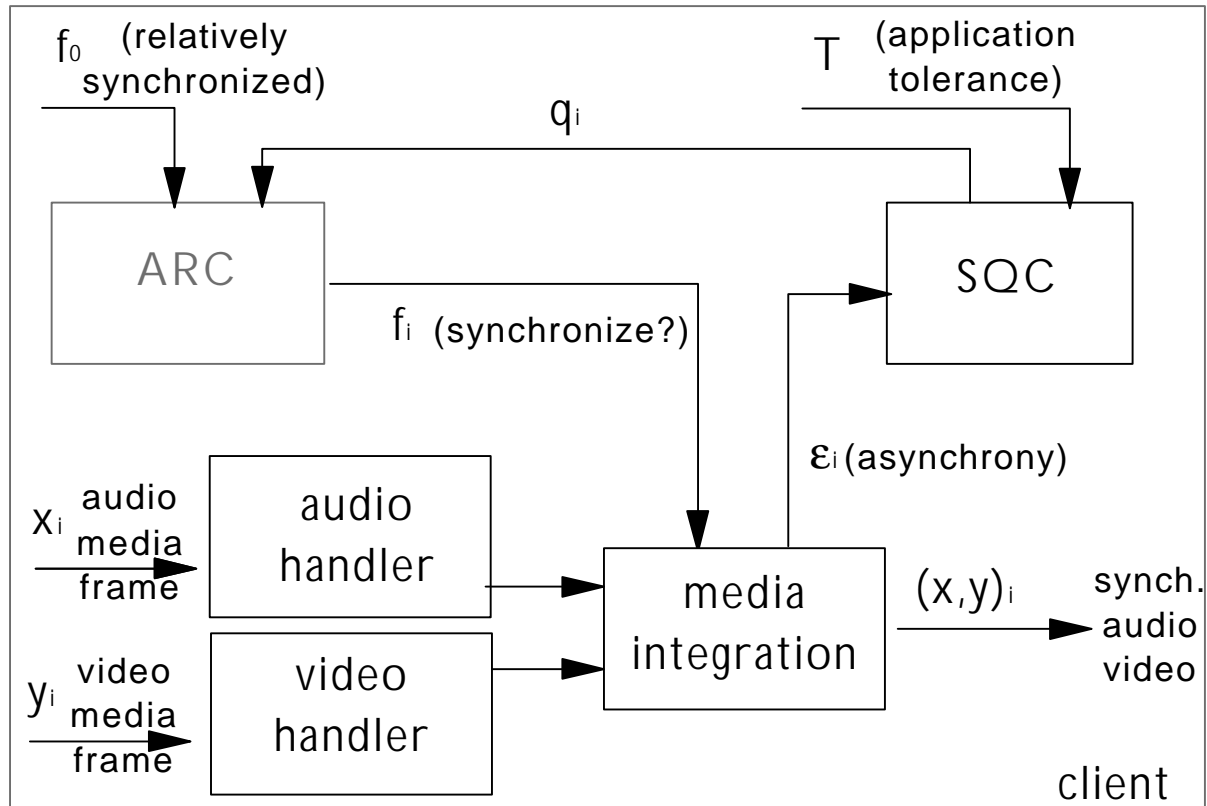 f₀ (relatively
synchronized)
T (application
tolerance)
qᵢ
ARC
SQC
fᵢ (synchronize?)
εᵢ (asynchrony)
xᵢ audio
media
frame
audio
handler
yᵢ video
media
frame
video
handler
media
integration
(x,y)ᵢ
synch.
audio
video
client